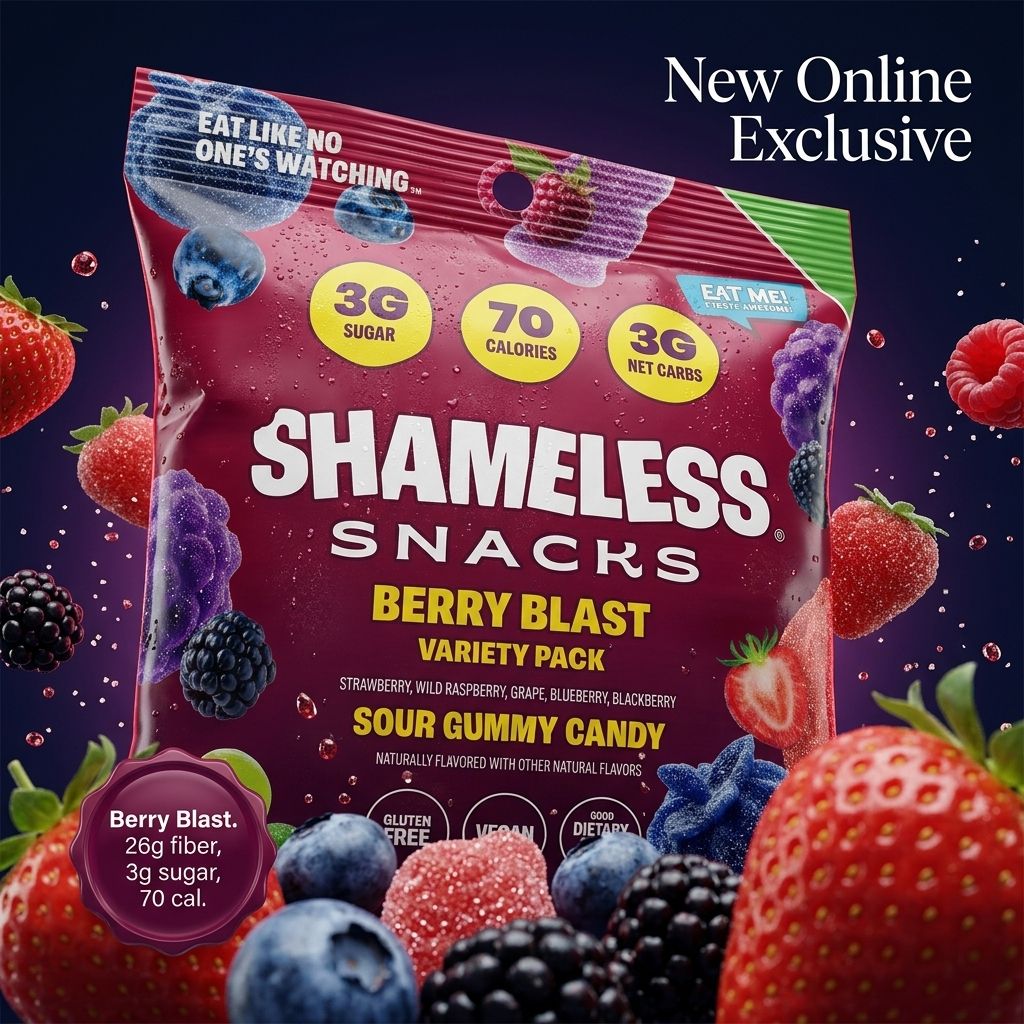 New Online
Exclusive
EAT LIKE NO
ONE'S WATCHING℠
3G
SUGAR
70
CALORIES
3G
NET CARBS
EAT ME!
SHAMELESS®
SNACKS
BERRY BLAST
VARIETY PACK
STRAWBERRY, WILD RASPBERRY, GRAPE, BLUEBERRY, BLACKBERRY
SOUR GUMMY CANDY
NATURALLY FLAVORED WITH OTHER NATURAL FLAVORS
GLUTEN
FREE
VEGAN
GOOD
DIETARY
Berry Blast.
26g fiber,
3g sugar,
70 cal.